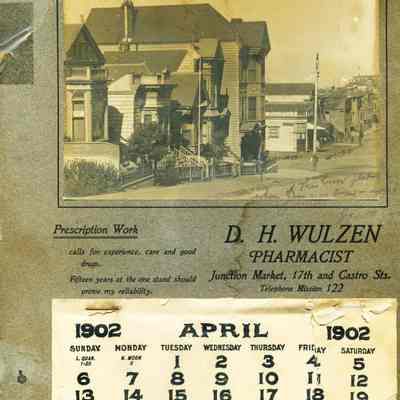 Prescription Work
calls for experience, care and good
drugs.
Fifteen years at the one stand should
prove my reliability.
D. H. WULZEN
PHARMACIST
Junction Market, 17th and Castro Sts.
Telephone Mission 122
1902 APRIL 1902
SUNDAY MONDAY TUESDAY WEDNESDAY THURSDAY FRIDAY SATURDAY
L. QUAR. N. MOON 1 2 3 4 5
6 7 8 9 10 11 12
13 14 15 16 17 18 19